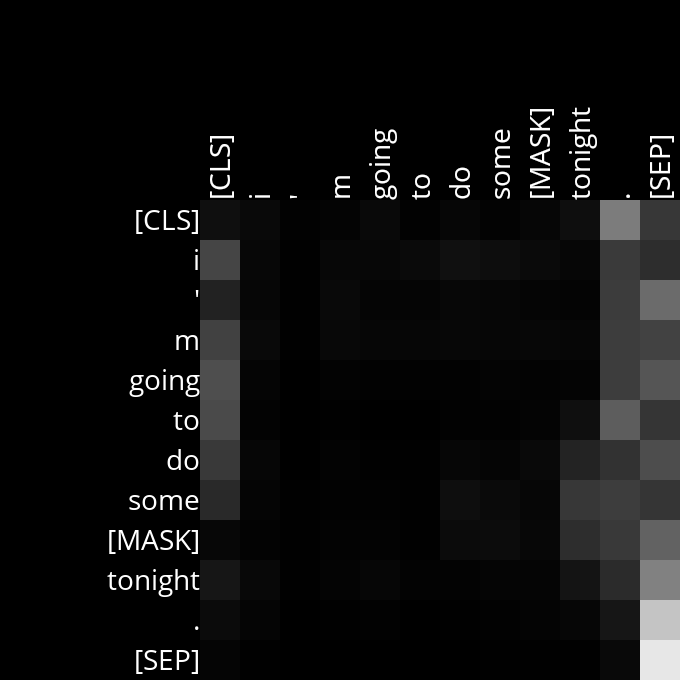 [CLS] i ' m going to do some [MASK] tonight . [SEP]
[CLS]
i
'
m
going
to
do
some
[MASK]
tonight
.
[SEP]